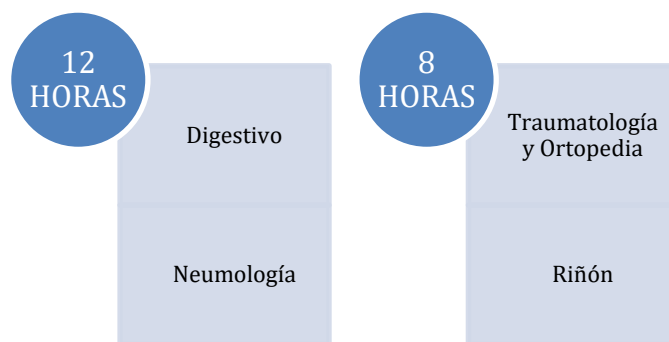 12
HORAS
Digestivo
Neumología
8
HORAS
Traumatología
y Ortopedia
Riñón